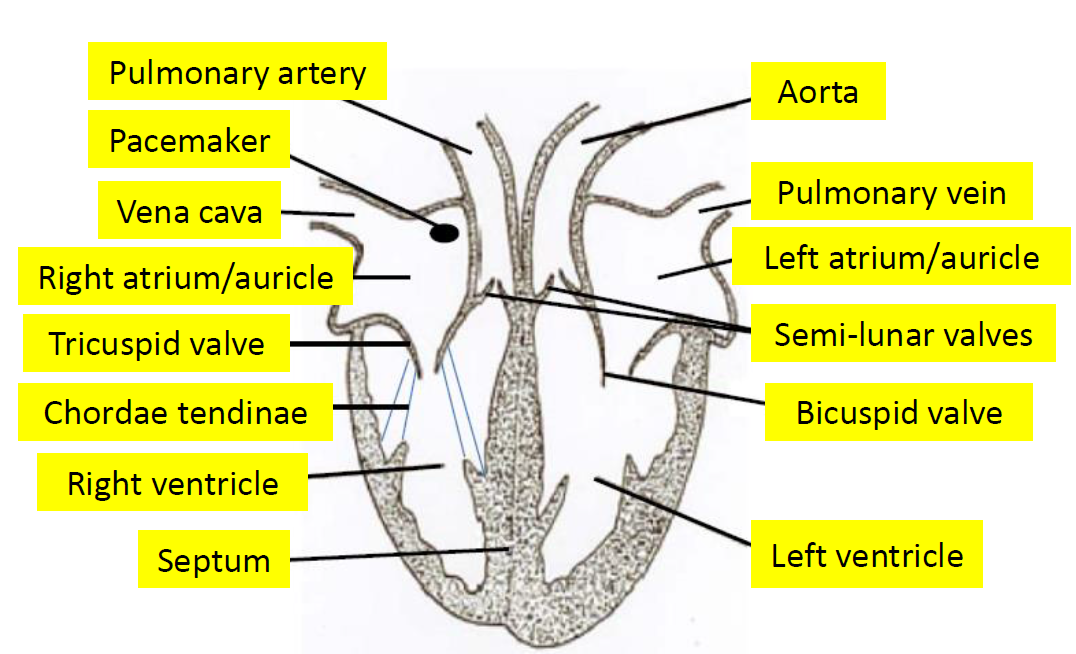 Pulmonary artery
Pacemaker
Vena cava
Right atrium/auricle
Tricuspid valve
Chordae tendinae
Right ventricle
Septum
Aorta
Pulmonary vein
Left atrium/auricle
Semi-lunar valves
Bicuspid valve
Left ventricle